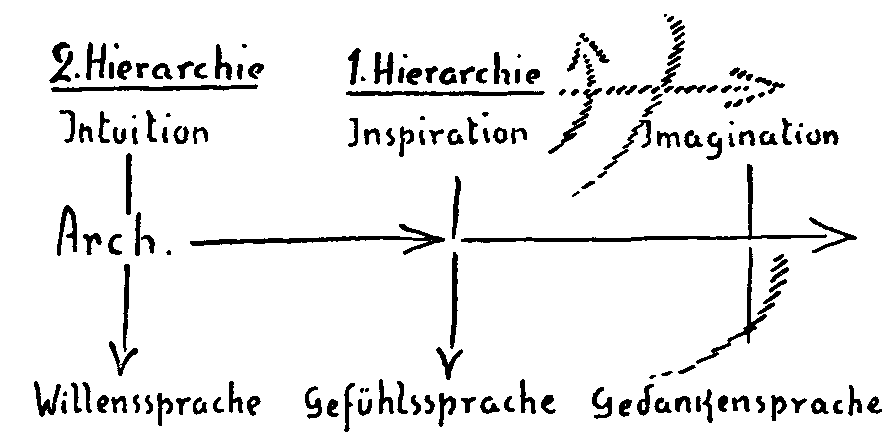 2. Hierarchie 1. Hierarchie
Intuition Inspiration Imagination
Arch.
Willenssprache Gefühlssprache Gedankensprache